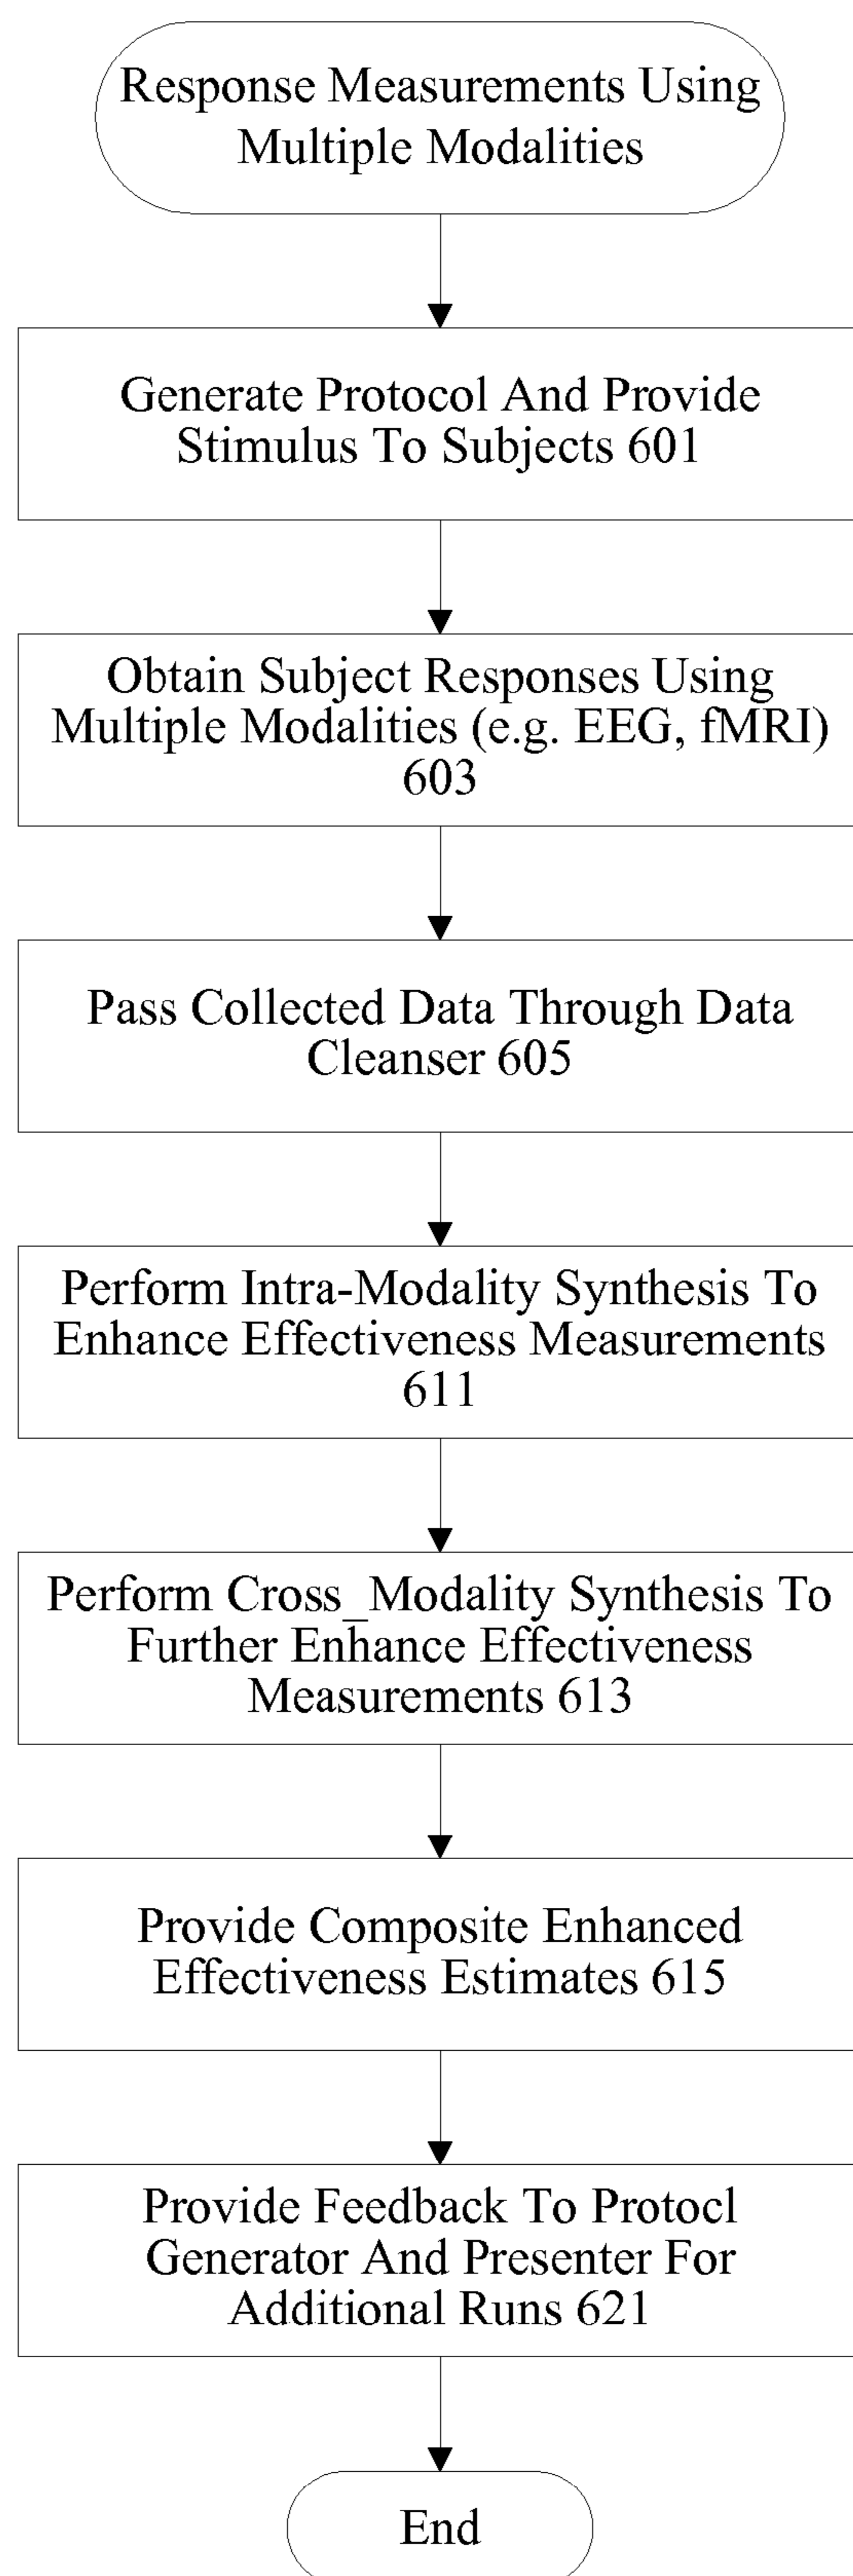 Response Measurements Using
Multiple Modalities
Generate Protocol And Provide
Stimulus To Subjects 601
Obtain Subject Responses Using
Multiple Modalities (e.g. EEG, fMRI)
603
Pass Collected Data Through Data
Cleanser 605
Perform Intra-Modality Synthesis To
Enhance Effectiveness Measurements
611
Perform Cross_Modality Synthesis To
Further Enhance Effectiveness
Measurements 613
Provide Composite Enhanced
Effectiveness Estimates 615
Provide Feedback To Protocl
Generator And Presenter For
Additional Runs 621
End